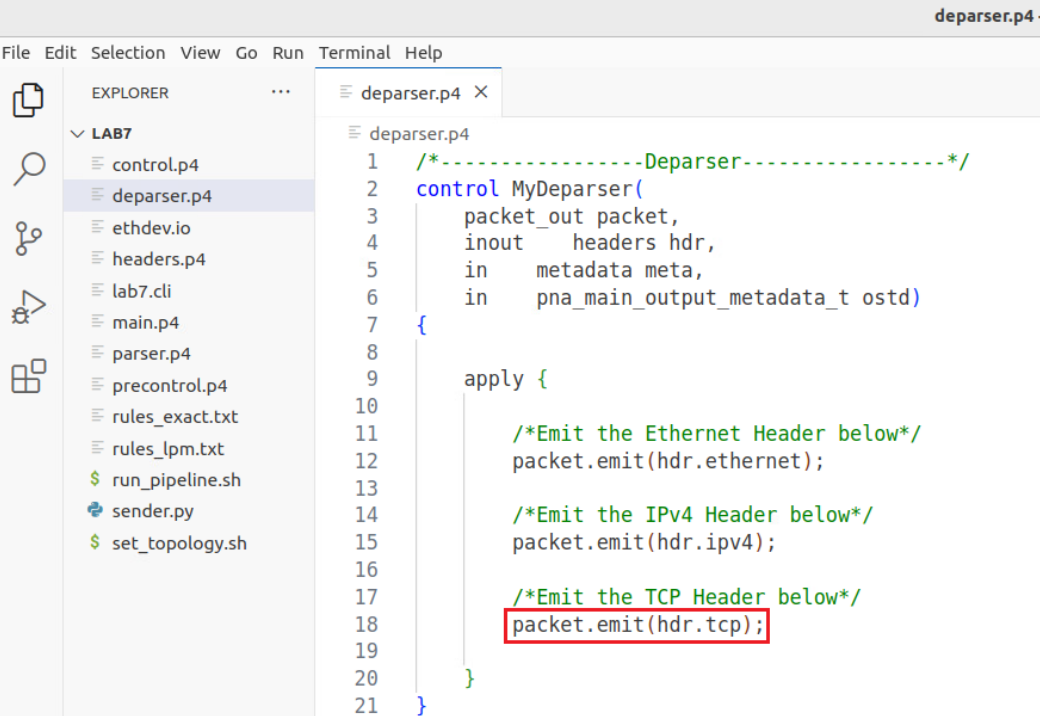 deparser.p4 -
File Edit Selection View Go Run Terminal Help
EXPLORER ...
LAB7
control.p4
deparser.p4
ethdev.io
headers.p4
lab7.cli
main.p4
parser.p4
precontrol.p4
rules_exact.txt
rules_lpm.txt
$ run_pipeline.sh
sender.py
$ set_topology.sh
deparser.p4 ×
deparser.p4
1 /*-----------------Deparser-----------------*/
2 control MyDeparser(
3     packet_out packet,
4     inout    headers hdr,
5     in    metadata meta,
6     in    pna_main_output_metadata_t ostd)
7 {
8
9     apply {
10
11         /*Emit the Ethernet Header below*/
12         packet.emit(hdr.ethernet);
13
14         /*Emit the IPv4 Header below*/
15         packet.emit(hdr.ipv4);
16
17         /*Emit the TCP Header below*/
18         packet.emit(hdr.tcp);
19
20     }
21 }